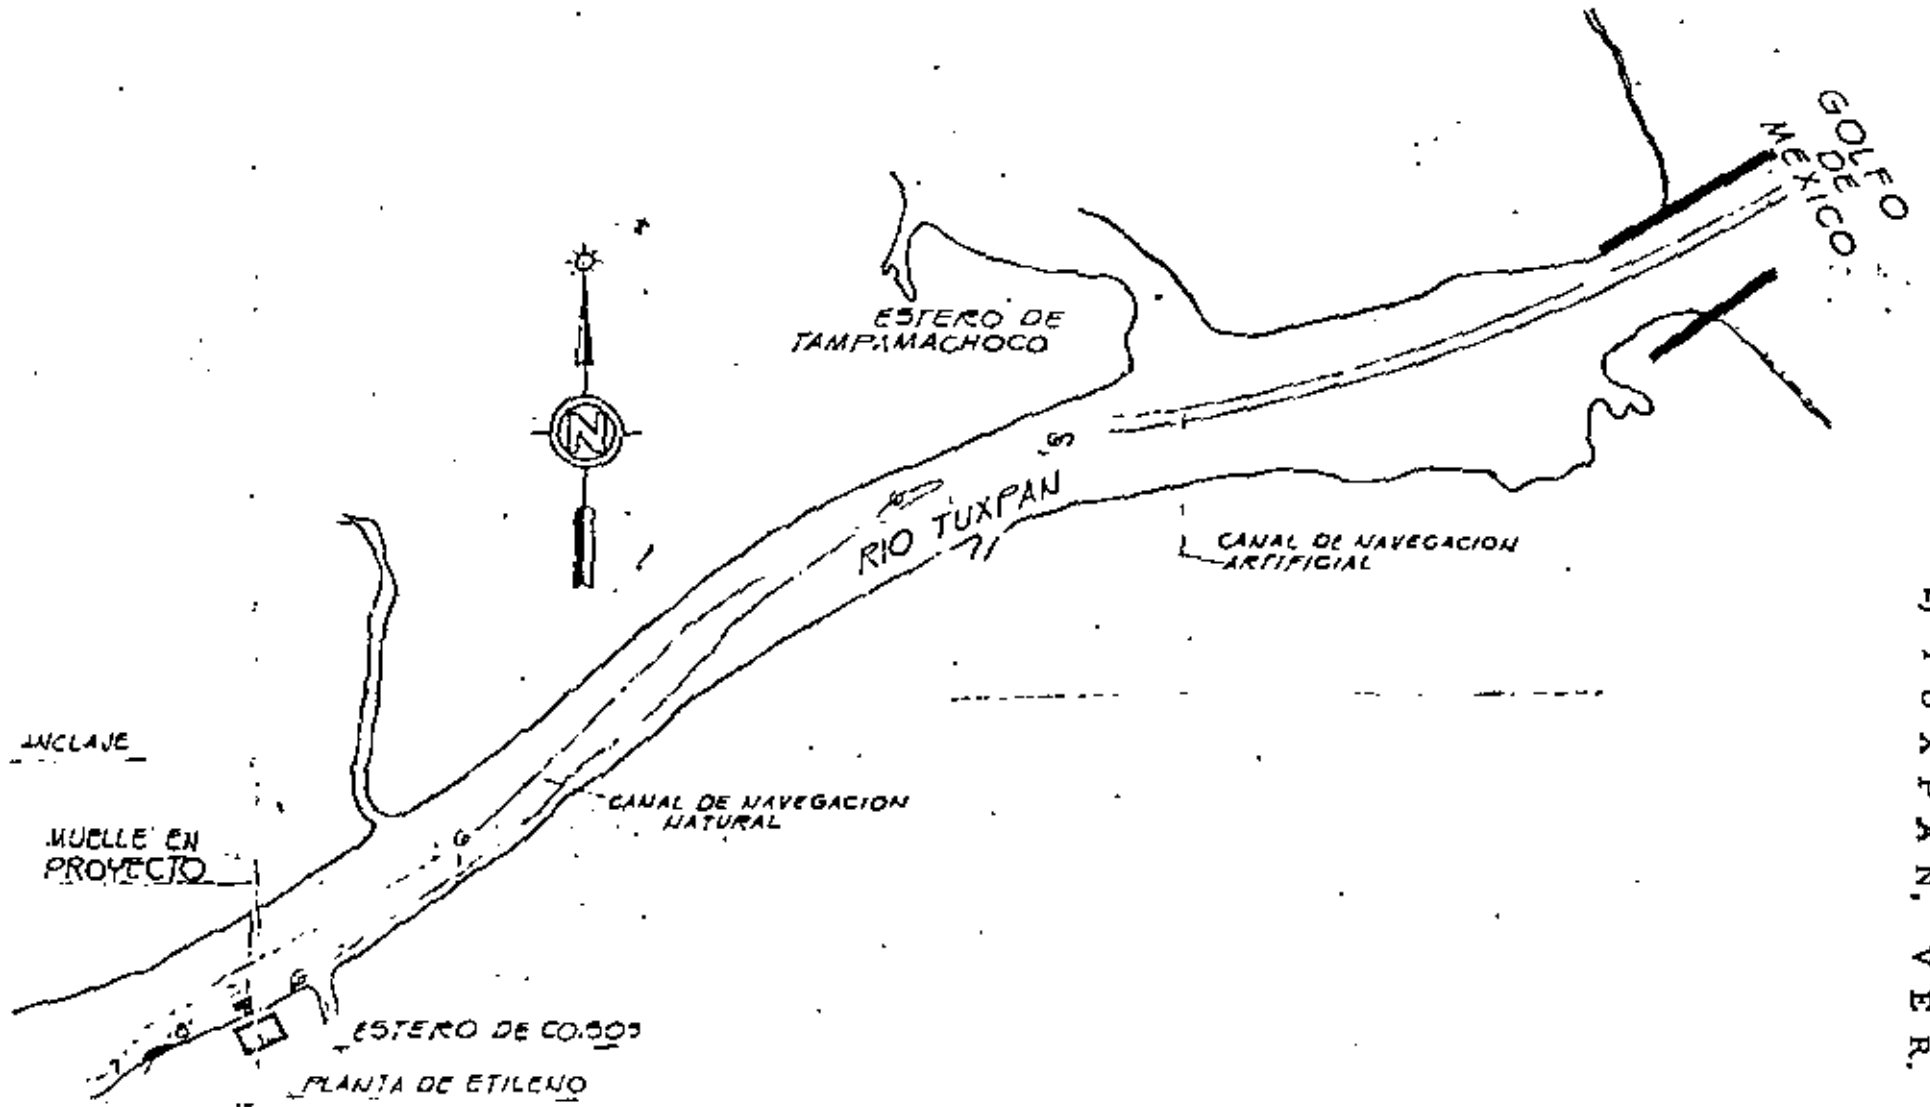 GOLFO
DE
MEXICO
ESTERO DE
TAMPAMACHOCO
N
RIO TUXPAN
CANAL DE NAVEGACION
ARTIFICIAL
ANCLAJE
CANAL DE NAVEGACION
NATURAL
MUELLE EN
PROYECTO
ESTERO DE COBOS
PLANTA DE ETILENO
TUXPAN, VER.